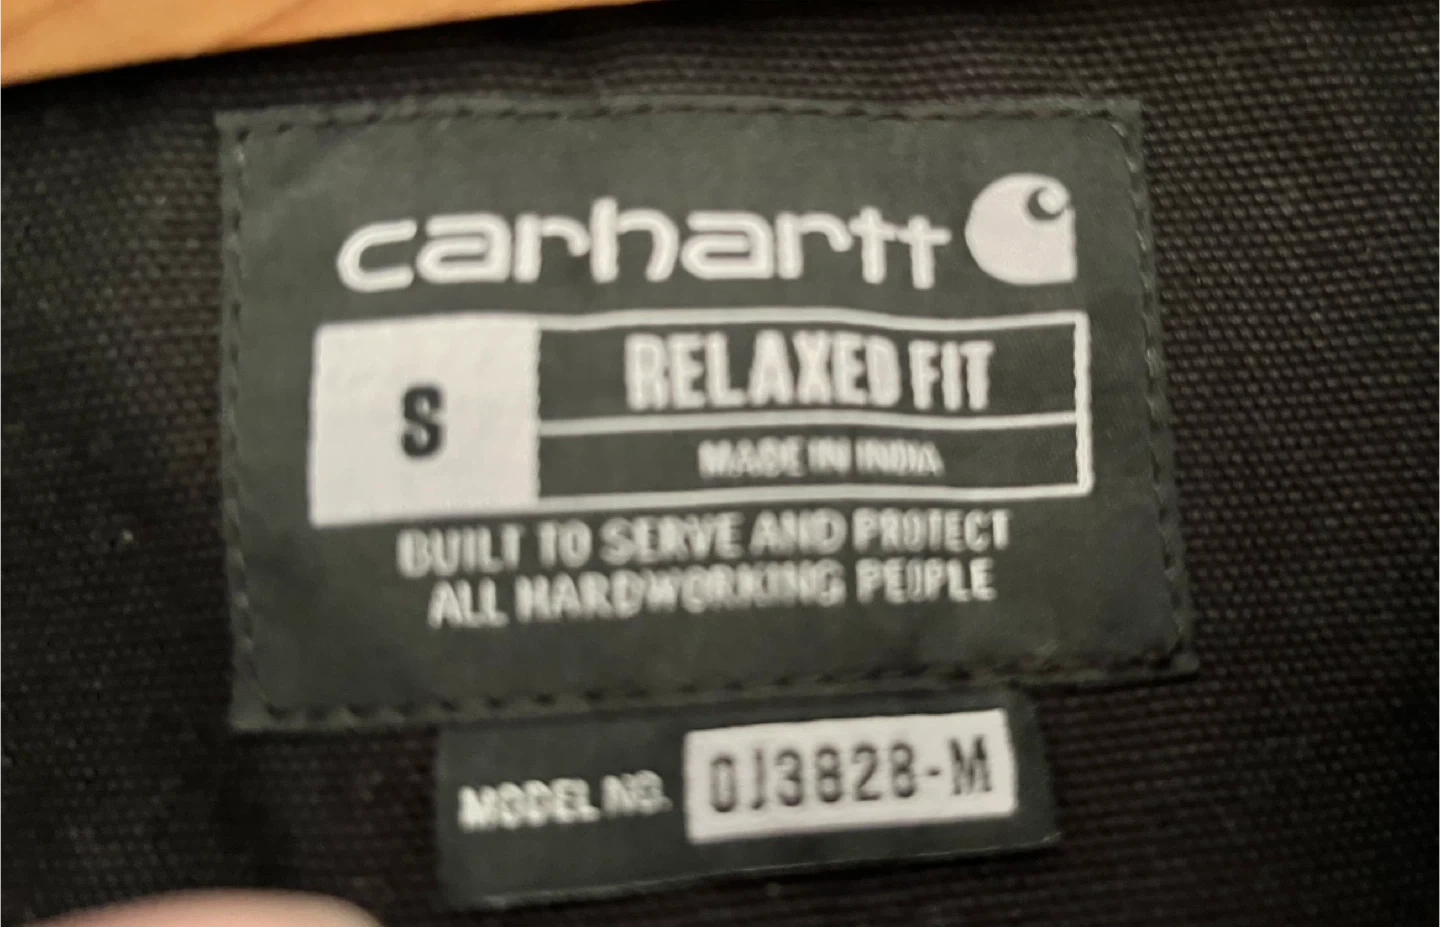 carhartt
S
RELAXED FIT
MADE IN INDIA
BUILT TO SERVE AND PROTECT
ALL HARDWORKING PEOPLE
MODEL NO. OJ3828-M